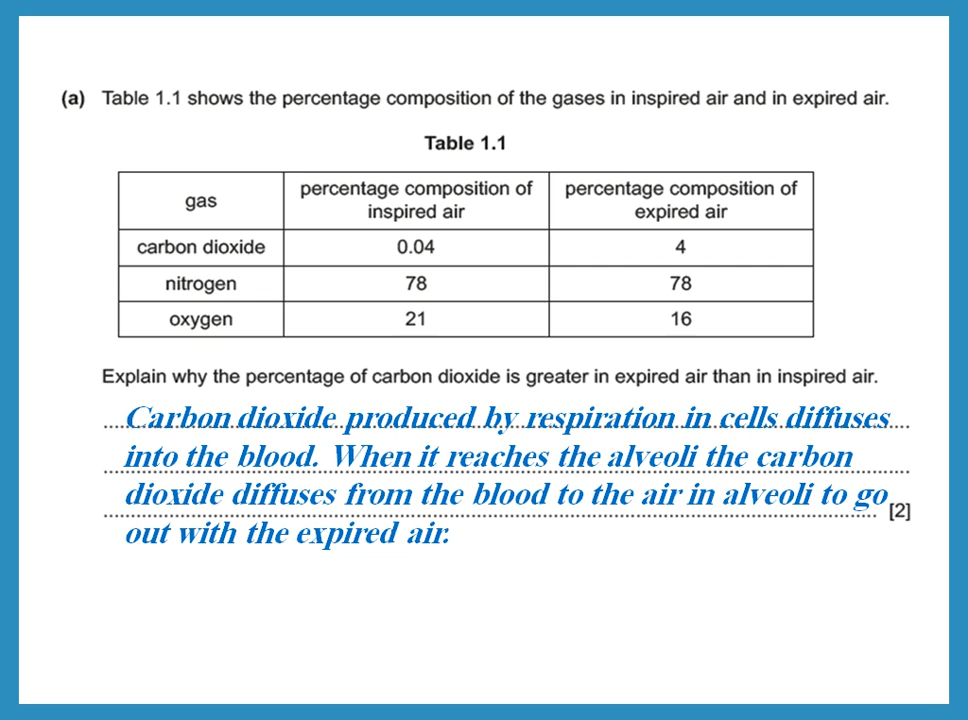 (a) Table 1.1 shows the percentage composition of the gases in inspired air and in expired air.
Table 1.1
gas
percentage composition of
inspired air
percentage composition of
expired air
carbon dioxide 0.04 4
nitrogen 78 78
oxygen 21 16
Explain why the percentage of carbon dioxide is greater in expired air than in inspired air.
Carbon dioxide produced by respiration in cells diffuses
into the blood. When it reaches the alveoli the carbon
dioxide diffuses from the blood to the air in alveoli to go
[2]
out with the expired air.